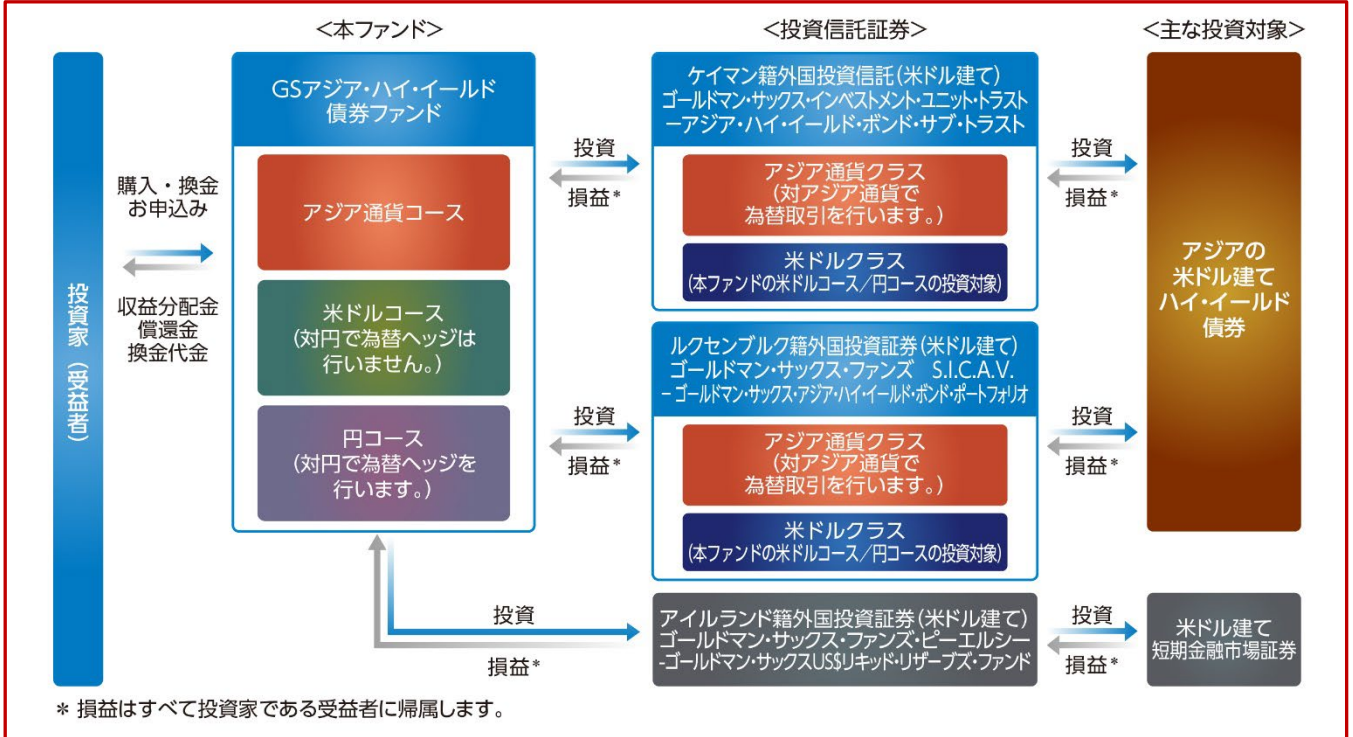 ＜本ファンド＞
＜投資信託証券＞
＜主な投資対象＞
投資家（受益者）
購入・換金
お申込み
収益分配金
償還金
換金代金
GSアジア・ハイ・イールド
債券ファンド
アジア通貨コース
米ドルコース
(対円で為替ヘッジは
行いません。)
円コース
(対円で為替ヘッジを
行います。)
投資
損益*
投資
損益*
投資
損益*
ケイマン籍外国投資信託(米ドル建て)
ゴールドマン・サックス・インベストメント・ユニット・トラスト
ーアジア・ハイ・イールド・ボンド・サブ・トラスト
アジア通貨クラス
(対アジア通貨で
為替取引を行います。)
米ドルクラス
(本ファンドの米ドルコース／円コースの投資対象)
ルクセンブルク籍外国投資証券(米ドル建て)
ゴールドマン・サックス・ファンズ S.I.C.A.V.
－ゴールドマン・サックス・アジア・ハイ・イールド・ボンド・ポートフォリオ
アジア通貨クラス
(対アジア通貨で
為替取引を行います。)
米ドルクラス
(本ファンドの米ドルコース／円コースの投資対象)
アイルランド籍外国投資証券(米ドル建て)
ゴールドマン・サックス・ファンズ・ピーエルシー
-ゴールドマン・サックスUS$リキッド・リザーブズ・ファンド
投資
損益*
投資
損益*
投資
損益*
アジアの
米ドル建て
ハイ・イールド
債券
米ドル建て
短期金融市場証券
* 損益はすべて投資家である受益者に帰属します。